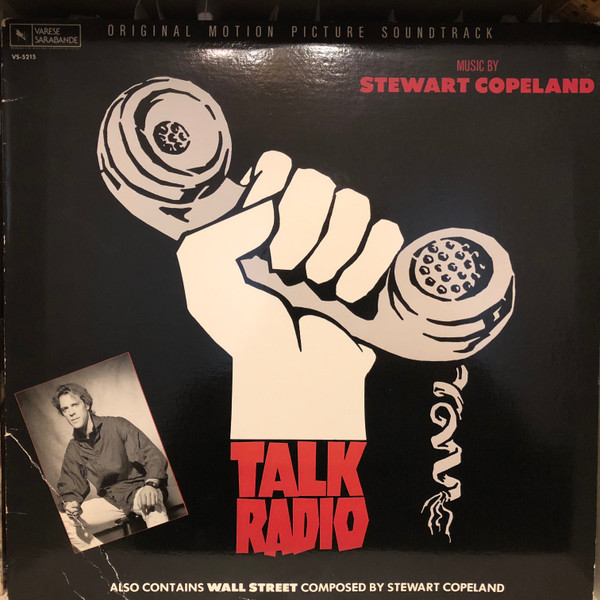 VARESE
SARABANDE
VS-5215
ORIGINAL MOTION PICTURE SOUNDTRACK
MUSIC BY
STEWART COPELAND
TALK
RADIO
ALSO CONTAINS WALL STREET COMPOSED BY STEWART COPELAND